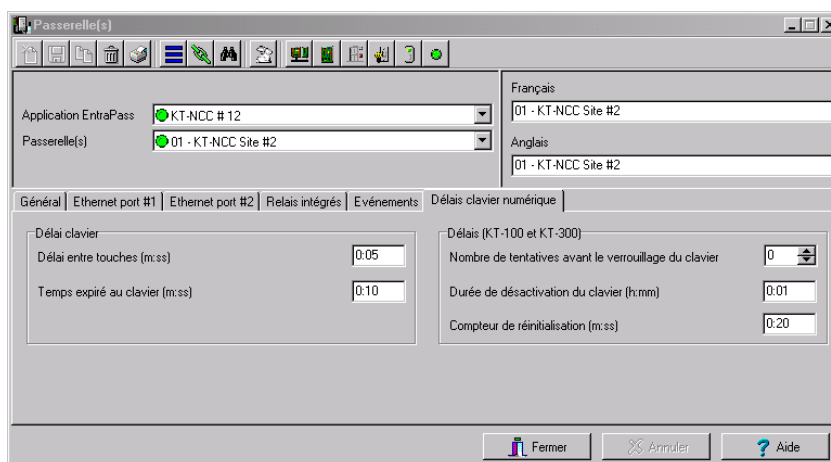 Passerelle(s)
Français
Application EntraPass KT-NCC # 12 01 - KT-NCC Site #2
Passerelle(s) 01 - KT-NCC Site #2 Anglais
01 - KT-NCC Site #2
Général Ethernet port #1 Ethernet port #2 Relais intégrés Evénements Délais clavier numérique
Délai clavier Délais (KT-100 et KT-300)
Délai entre touches (m:ss) 0:05 Nombre de tentatives avant le verrouillage du clavier 0
Temps expiré au clavier (m:ss) 0:10 Durée de désactivation du clavier (h:mm) 0:01
Compteur de réinitialisation (m:ss) 0:20
Fermer Annuler Aide